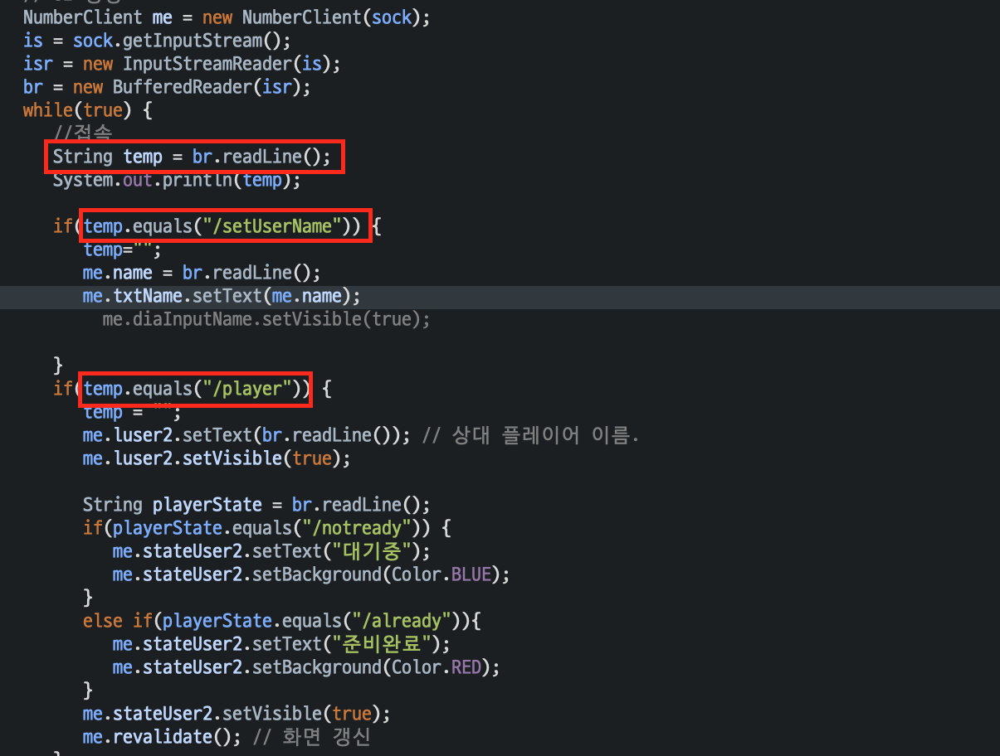 NumberClient me = new NumberClient(sock);
is = sock.getInputStream();
isr = new InputStreamReader(is);
br = new BufferedReader(isr);
while(true) {
//접속
String temp = br.readLine();
System.out.println(temp);
if(temp.equals("/setUserName")) {
temp="";
me.name = br.readLine();
me.txtName.setText(me.name);
me.diaInputName.setVisible(true);
}
if(temp.equals("/player")) {
temp = "";
me.luser2.setText(br.readLine()); // 상대 플레이어 이름.
me.luser2.setVisible(true);
String playerState = br.readLine();
if(playerState.equals("/notready")) {
me.stateUser2.setText("대기중");
me.stateUser2.setBackground(Color.BLUE);
}
else if(playerState.equals("/already")){
me.stateUser2.setText("준비완료");
me.stateUser2.setBackground(Color.RED);
}
me.stateUser2.setVisible(true);
me.revalidate(); // 화면 갱신